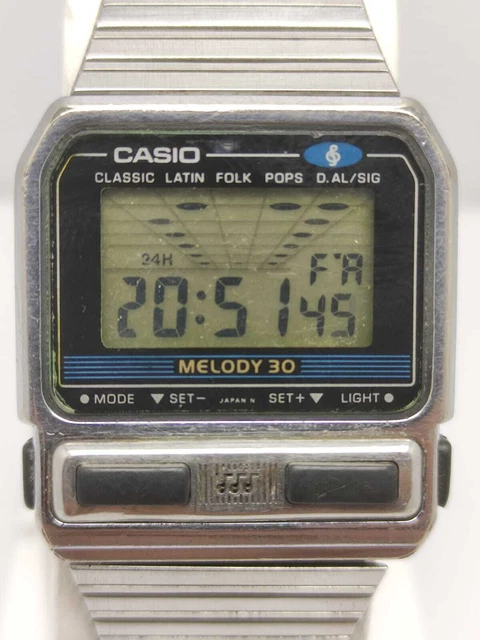 CASIO
CLASSIC LATIN FOLK POPS D.AL/SIG
24H FR
20:51 45
MELODY 30
MODE SET− JAPAN N SET+ LIGHT